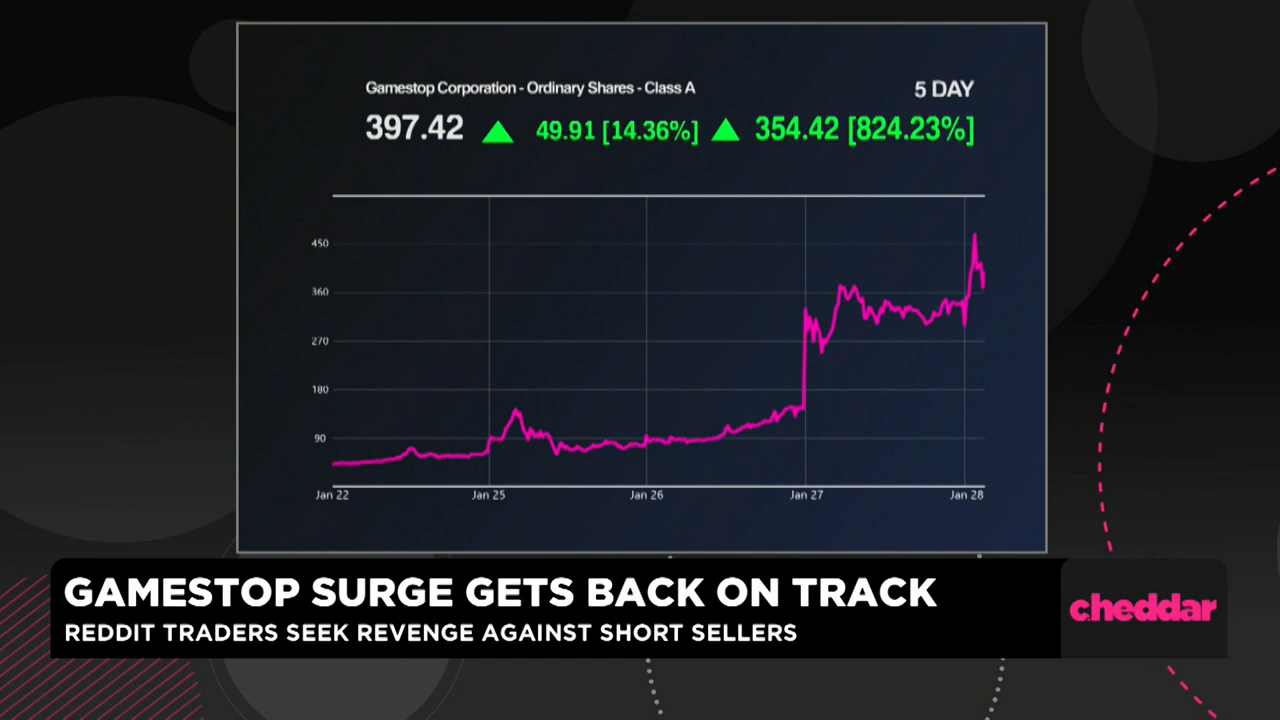 Gamestop Corporation - Ordinary Shares - Class A
5 DAY
397.42 ▲ 49.91 [14.36%] ▲ 354.42 [824.23%]
450
360
270
180
90
Jan 22 Jan 25 Jan 26 Jan 27 Jan 28
GAMESTOP SURGE GETS BACK ON TRACK
REDDIT TRADERS SEEK REVENGE AGAINST SHORT SELLERS
cheddar